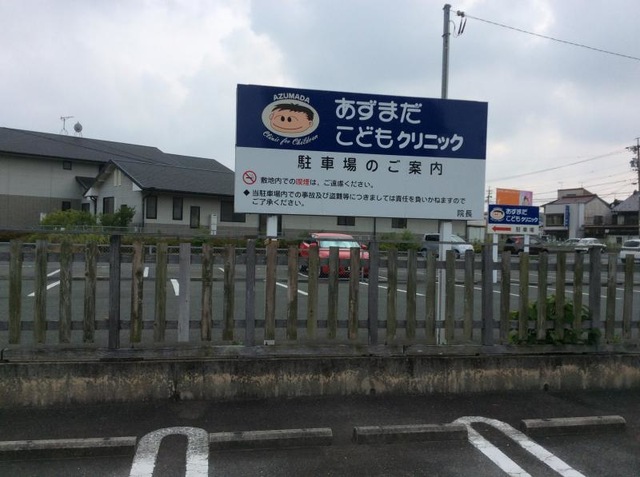 AZUMADA
Clinic for Children
あずまだ
こどもクリニック
駐車場のご案内
敷地内での喫煙は、ご遠慮ください。
◆当駐車場内での事故及び盗難等につきましては責任を負いかねますので
ご了承ください。
院長
あずまだ
こどもクリニック
駐車場